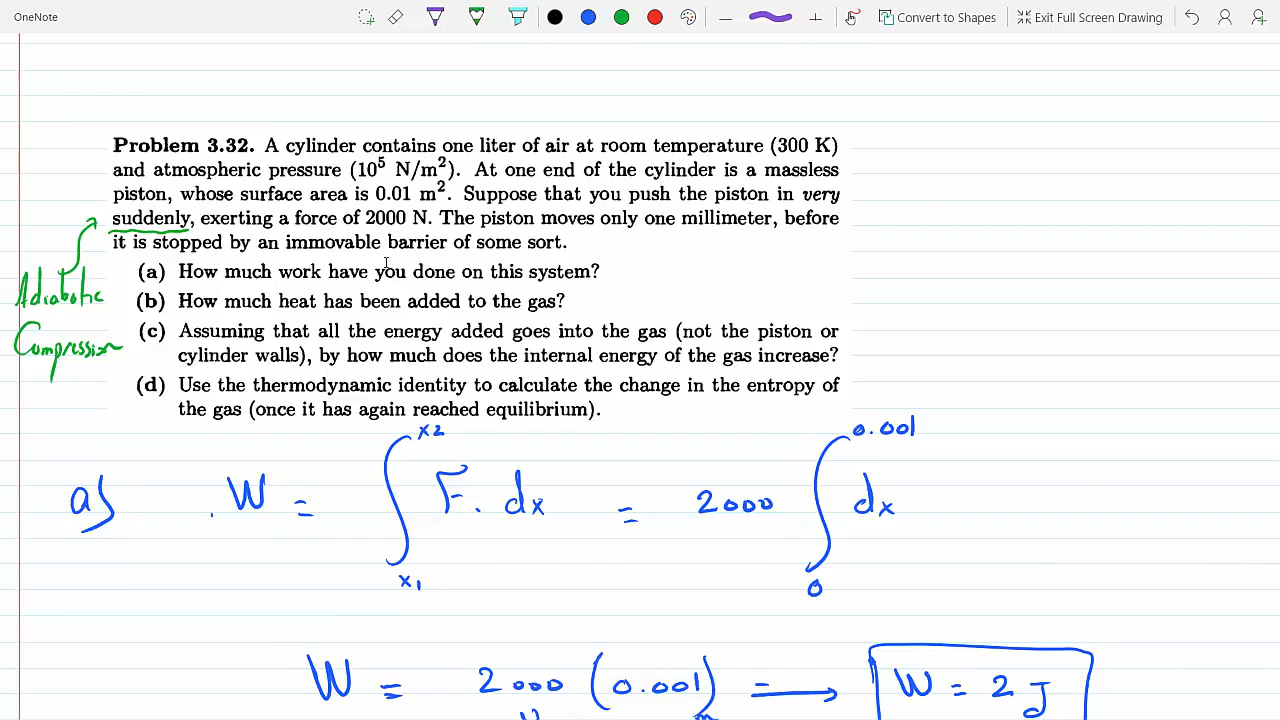 OneNote
Convert to Shapes
Exit Full Screen Drawing
Problem 3.32. A cylinder contains one liter of air at room temperature (300 K)
and atmospheric pressure (10⁵ N/m²). At one end of the cylinder is a massless
piston, whose surface area is 0.01 m². Suppose that you push the piston in very
suddenly, exerting a force of 2000 N. The piston moves only one millimeter, before
it is stopped by an immovable barrier of some sort.
(a) How much work have you done on this system?
(b) How much heat has been added to the gas?
(c) Assuming that all the energy added goes into the gas (not the piston or
cylinder walls), by how much does the internal energy of the gas increase?
(d) Use the thermodynamic identity to calculate the change in the entropy of
the gas (once it has again reached equilibrium).
Adiabatic
Compression
a) W = ∫ₓ₁ˣ² F. dx = 2000 ∫₀^0.001 dx
W = 2000 (0.001) = → W = 2 J